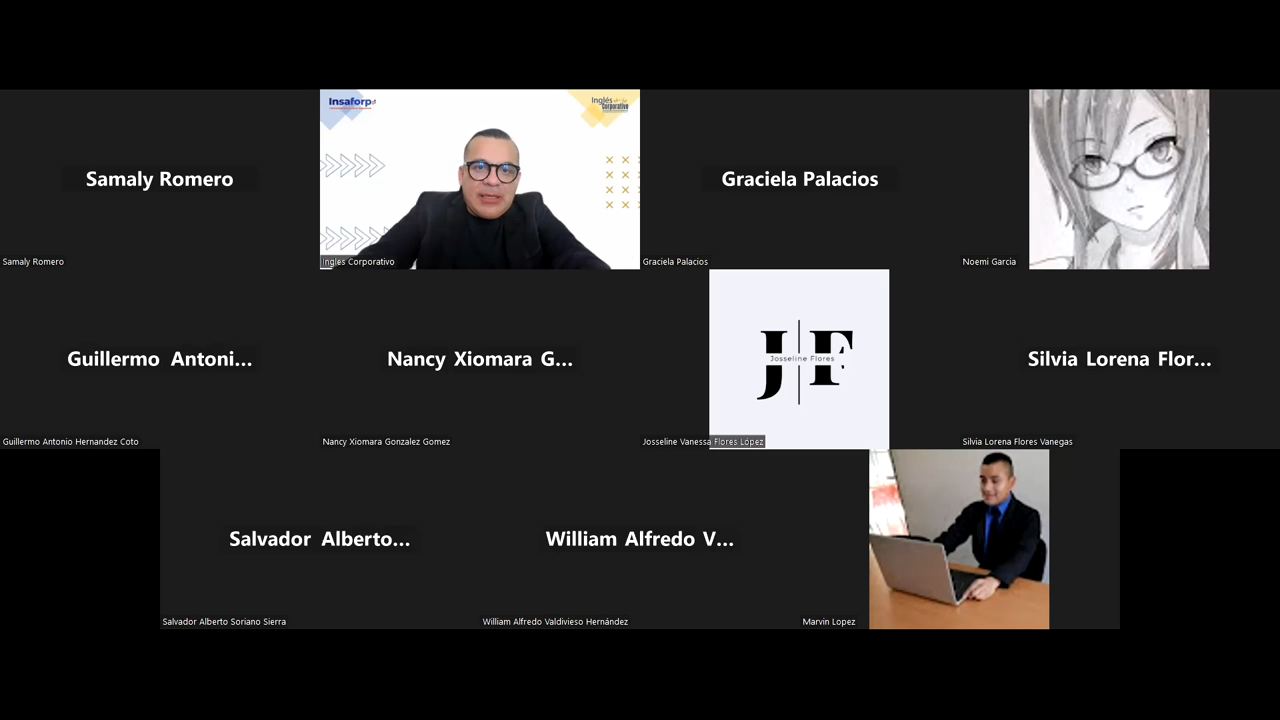 Insaforp
Inglés
Corporativo
Samaly Romero
Graciela Palacios
Samaly Romero
Ingles Corporativo
Graciela Palacios
Noemi Garcia
Guillermo Antoni...
Nancy Xiomara G...
JF
Josseline Flores
Silvia Lorena Flor...
Guillermo Antonio Hernandez Coto
Nancy Xiomara Gonzalez Gomez
Josseline Vanessa Flores López
Silvia Lorena Flores Vanegas
Salvador Alberto...
William Alfredo V...
Salvador Alberto Soriano Sierra
William Alfredo Valdivieso Hernández
Marvin Lopez